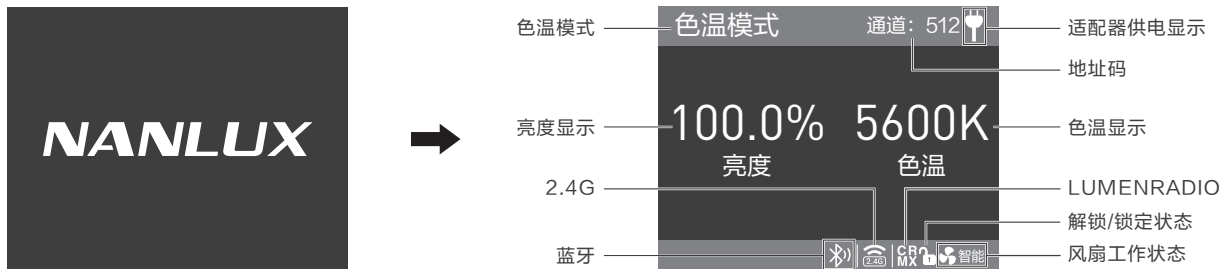 NANLUX
色温模式
亮度显示
2.4G
蓝牙
色温模式 通道：512
100.0% 5600K
亮度 色温
2.4G CRMX 智能
适配器供电显示
地址码
色温显示
LUMENRADIO
解锁/锁定状态
风扇工作状态